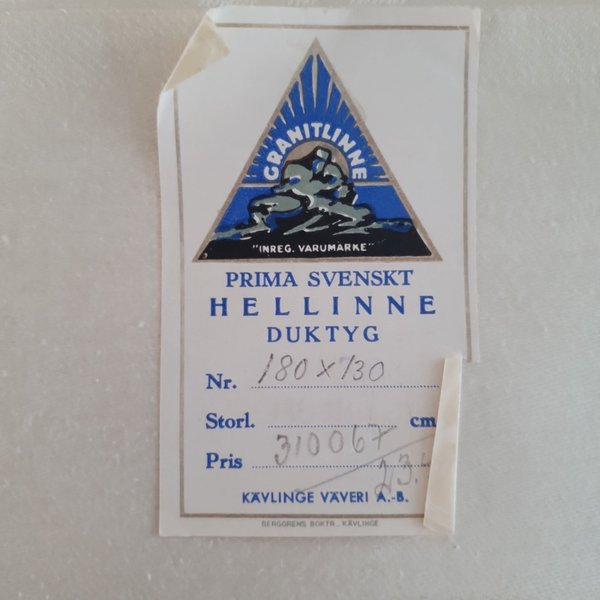 GRANITLINNE
"INREG. VARUMÄRKE"
PRIMA SVENSKT
HELLINNE
DUKTYG
Nr. 180 x 130
Storl. cm
Pris 310067
23.
KÄVLINGE VÄVERI A.-B.
BERGGRENS BOKTR., KÄVLINGE